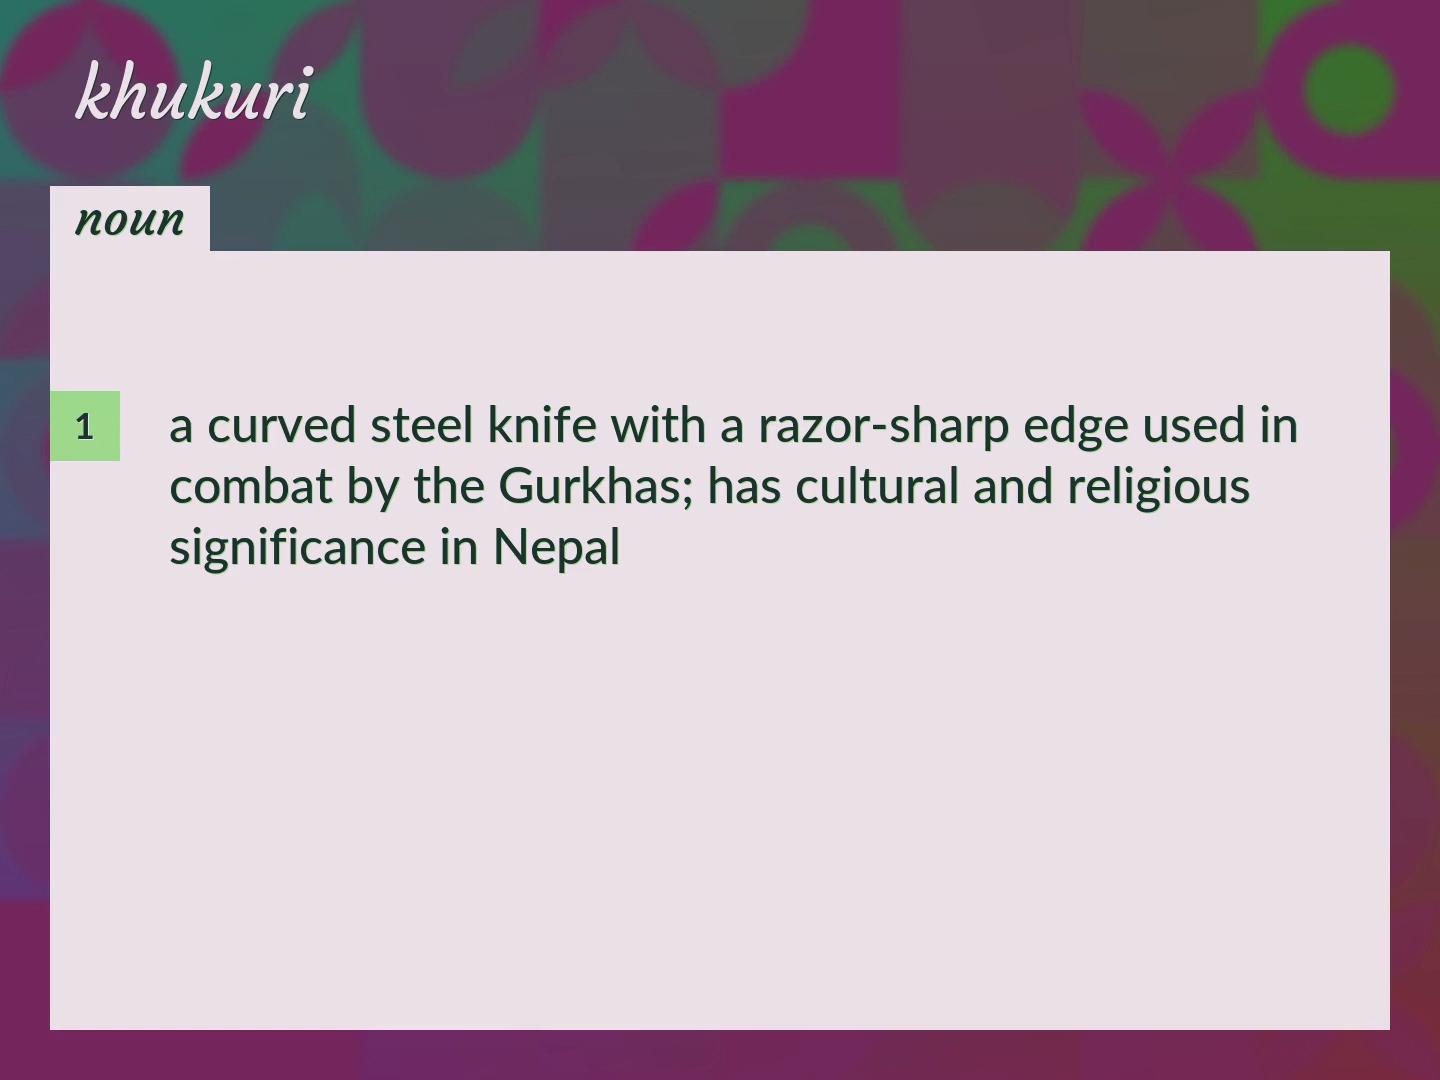 khukuri
noun
1
a curved steel knife with a razor-sharp edge used in
combat by the Gurkhas; has cultural and religious
significance in Nepal